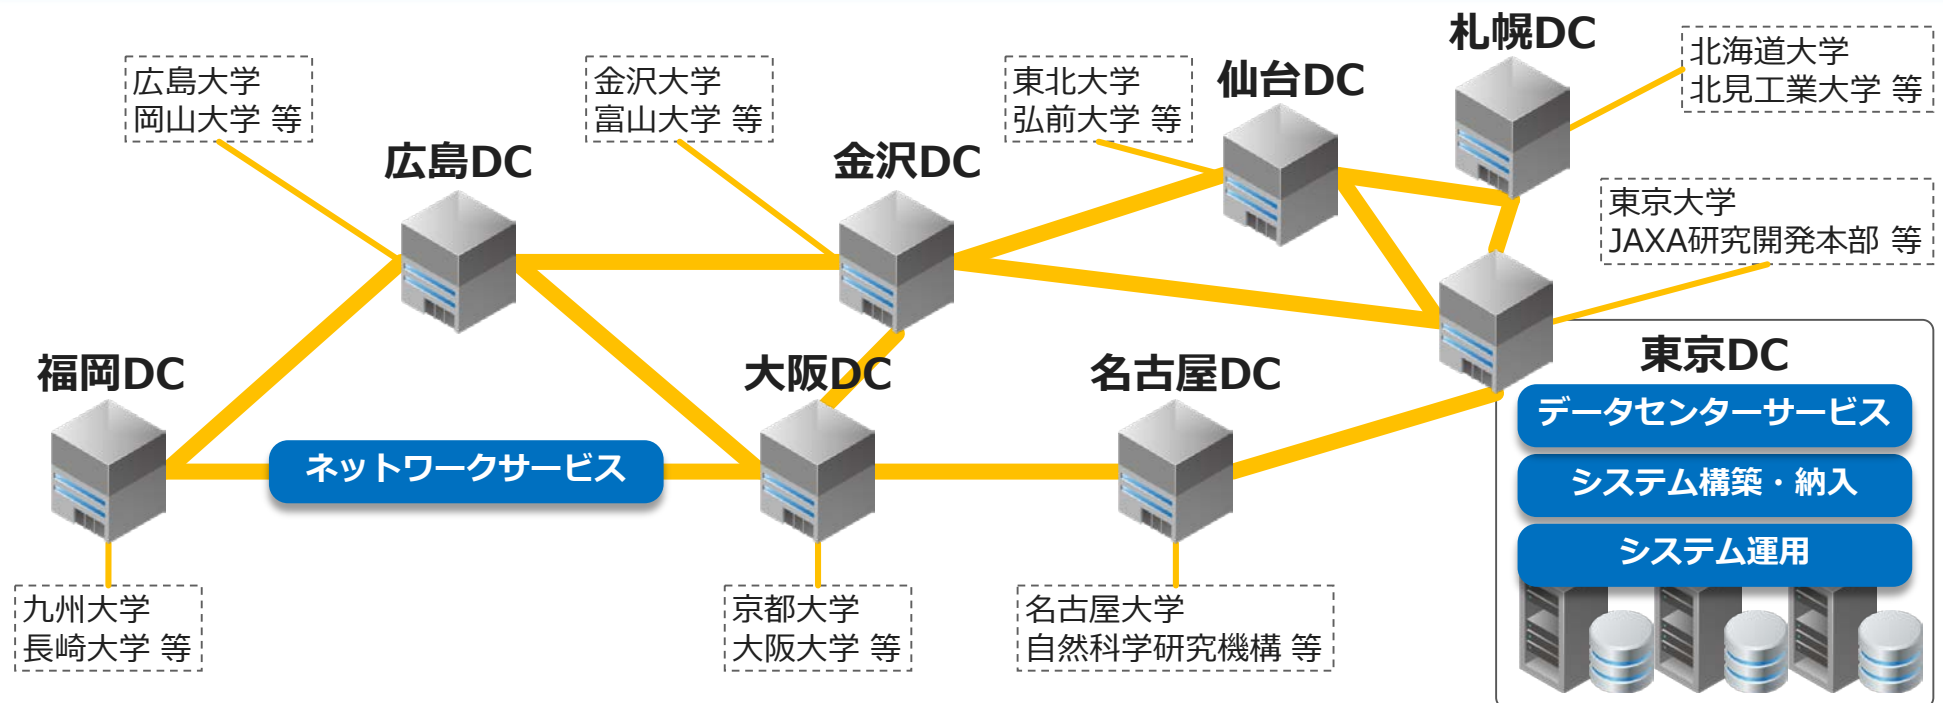 札幌DC
北海道大学
北見工業大学 等
仙台DC
東北大学
弘前大学 等
広島大学
岡山大学 等
金沢大学
富山大学 等
広島DC
金沢DC
東京大学
JAXA研究開発本部 等
福岡DC
大阪DC
名古屋DC
東京DC
データセンターサービス
システム構築・納入
システム運用
ネットワークサービス
九州大学
長崎大学 等
京都大学
大阪大学 等
名古屋大学
自然科学研究機構 等